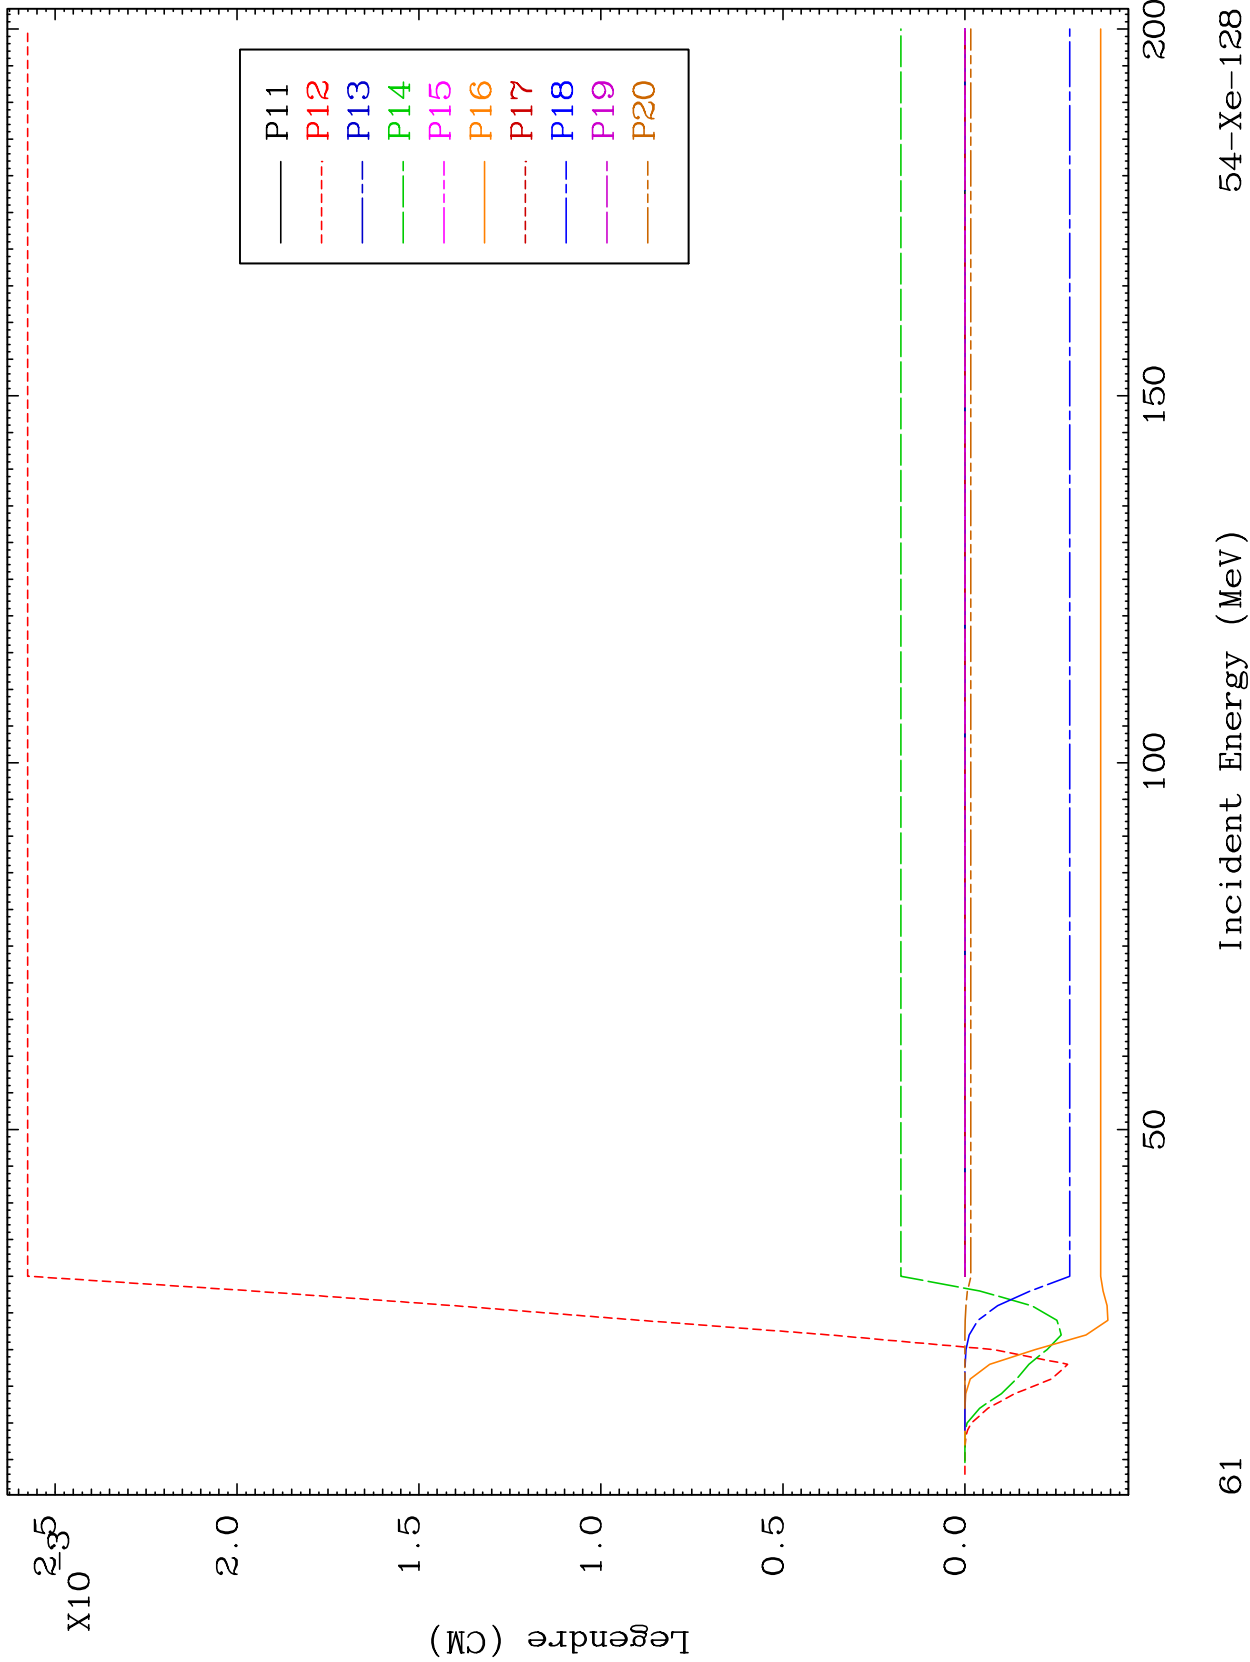 X10
-3
2.5
2.0
1.5
1.0
0.5
0.0
Legendre (CM)
P11
P12
P13
P14
P15
P16
P17
P18
P19
P20
50
100
150
200
Incident Energy (MeV)
61
54-Xe-128